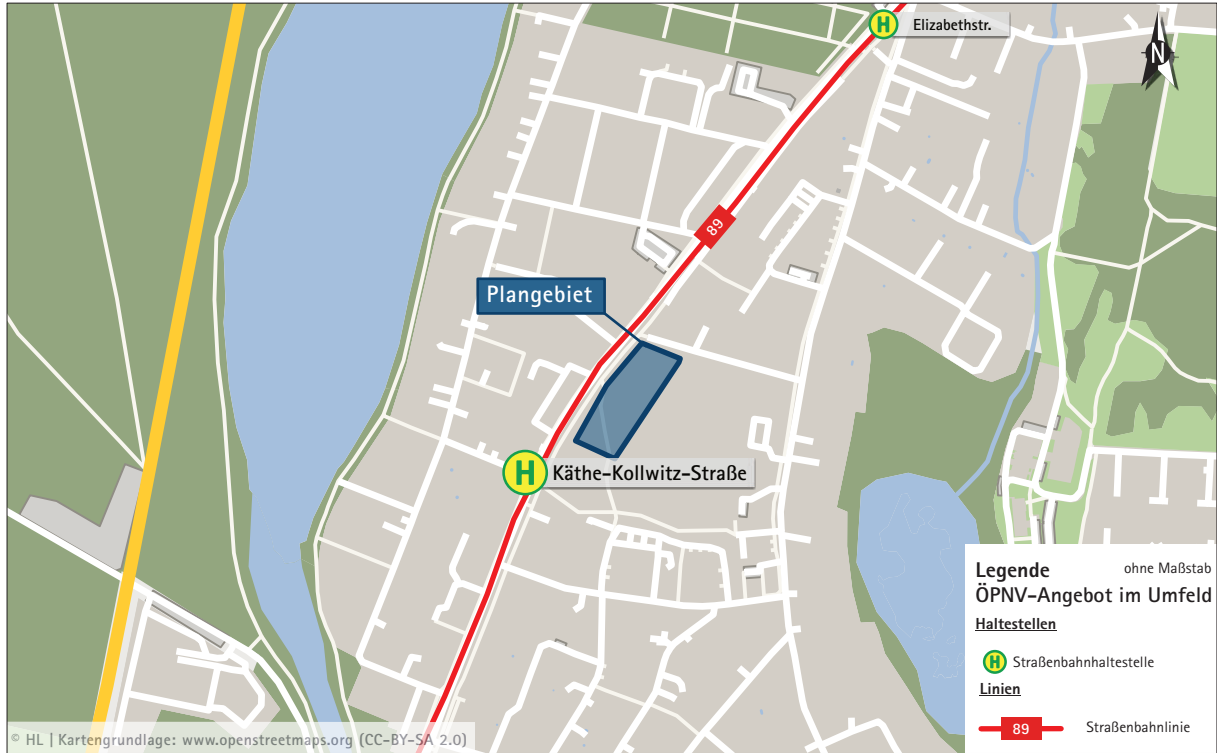 H Elizabethstr.
N
89
Plangebiet
H Käthe-Kollwitz-Straße
Legende ohne Maßstab
ÖPNV-Angebot im Umfeld
Haltestellen
H Straßenbahnhaltestelle
Linien
89 Straßenbahnlinie
© HL | Kartengrundlage: www.openstreetmaps.org (CC-BY-SA 2.0)